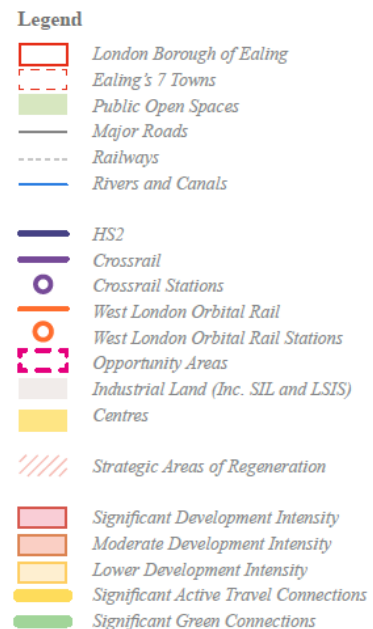 Legend
London Borough of Ealing
Ealing's 7 Towns
Public Open Spaces
Major Roads
Railways
Rivers and Canals
HS2
Crossrail
Crossrail Stations
West London Orbital Rail
West London Orbital Rail Stations
Opportunity Areas
Industrial Land (Inc. SIL and LSIS)
Centres
Strategic Areas of Regeneration
Significant Development Intensity
Moderate Development Intensity
Lower Development Intensity
Significant Active Travel Connections
Significant Green Connections